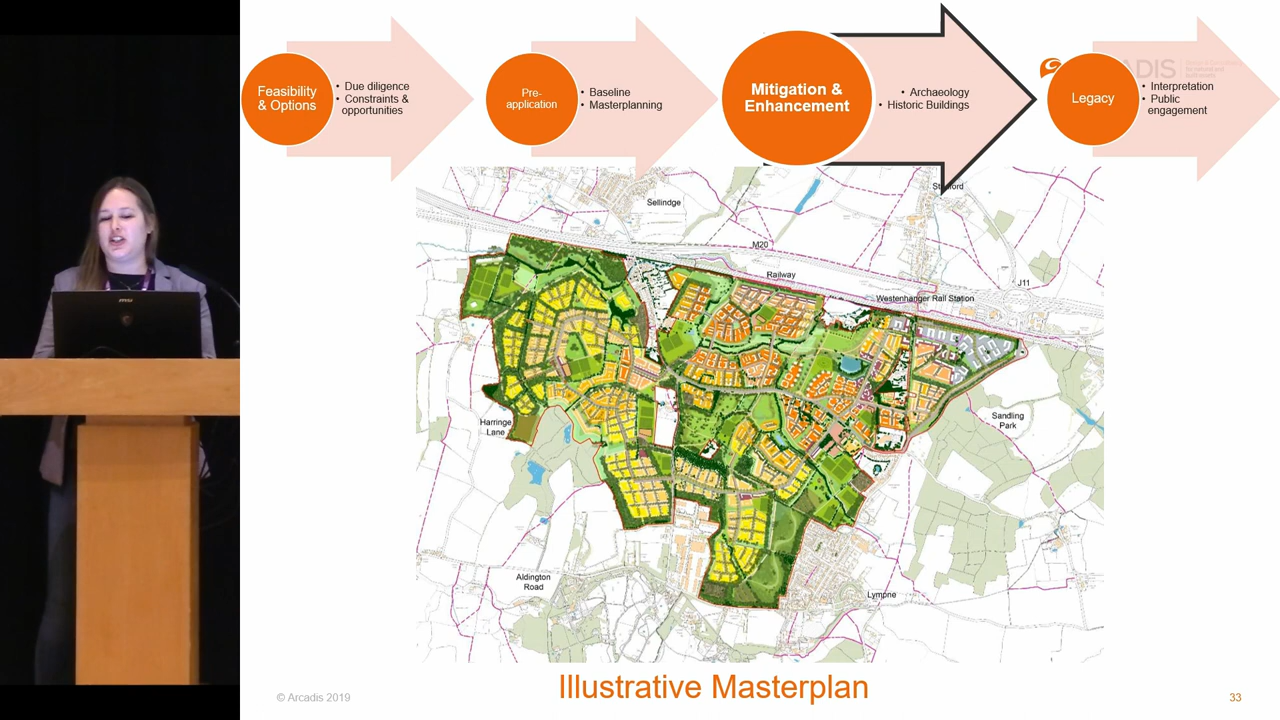 Feasibility
& Options
• Due diligence
• Constraints &
opportunities
Pre-
application
• Baseline
• Masterplanning
Mitigation &
Enhancement
• Archaeology
• Historic Buildings
Legacy
• Interpretation
• Public
engagement
Sellindge
M20
Railway
J11
Westenhanger Rail Station
Sandling
Park
Harringe
Lane
Aldington
Road
Lympne
Illustrative Masterplan
© Arcadis 2019
33
msi